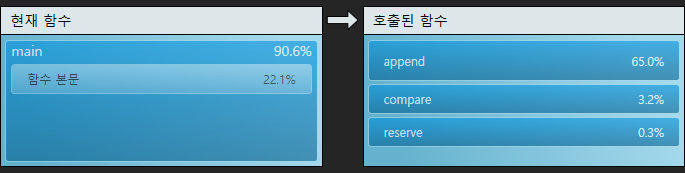 현재 함수
main 90.6%
함수 본문 22.1%
호출된 함수
append 65.0%
compare 3.2%
reserve 0.3%